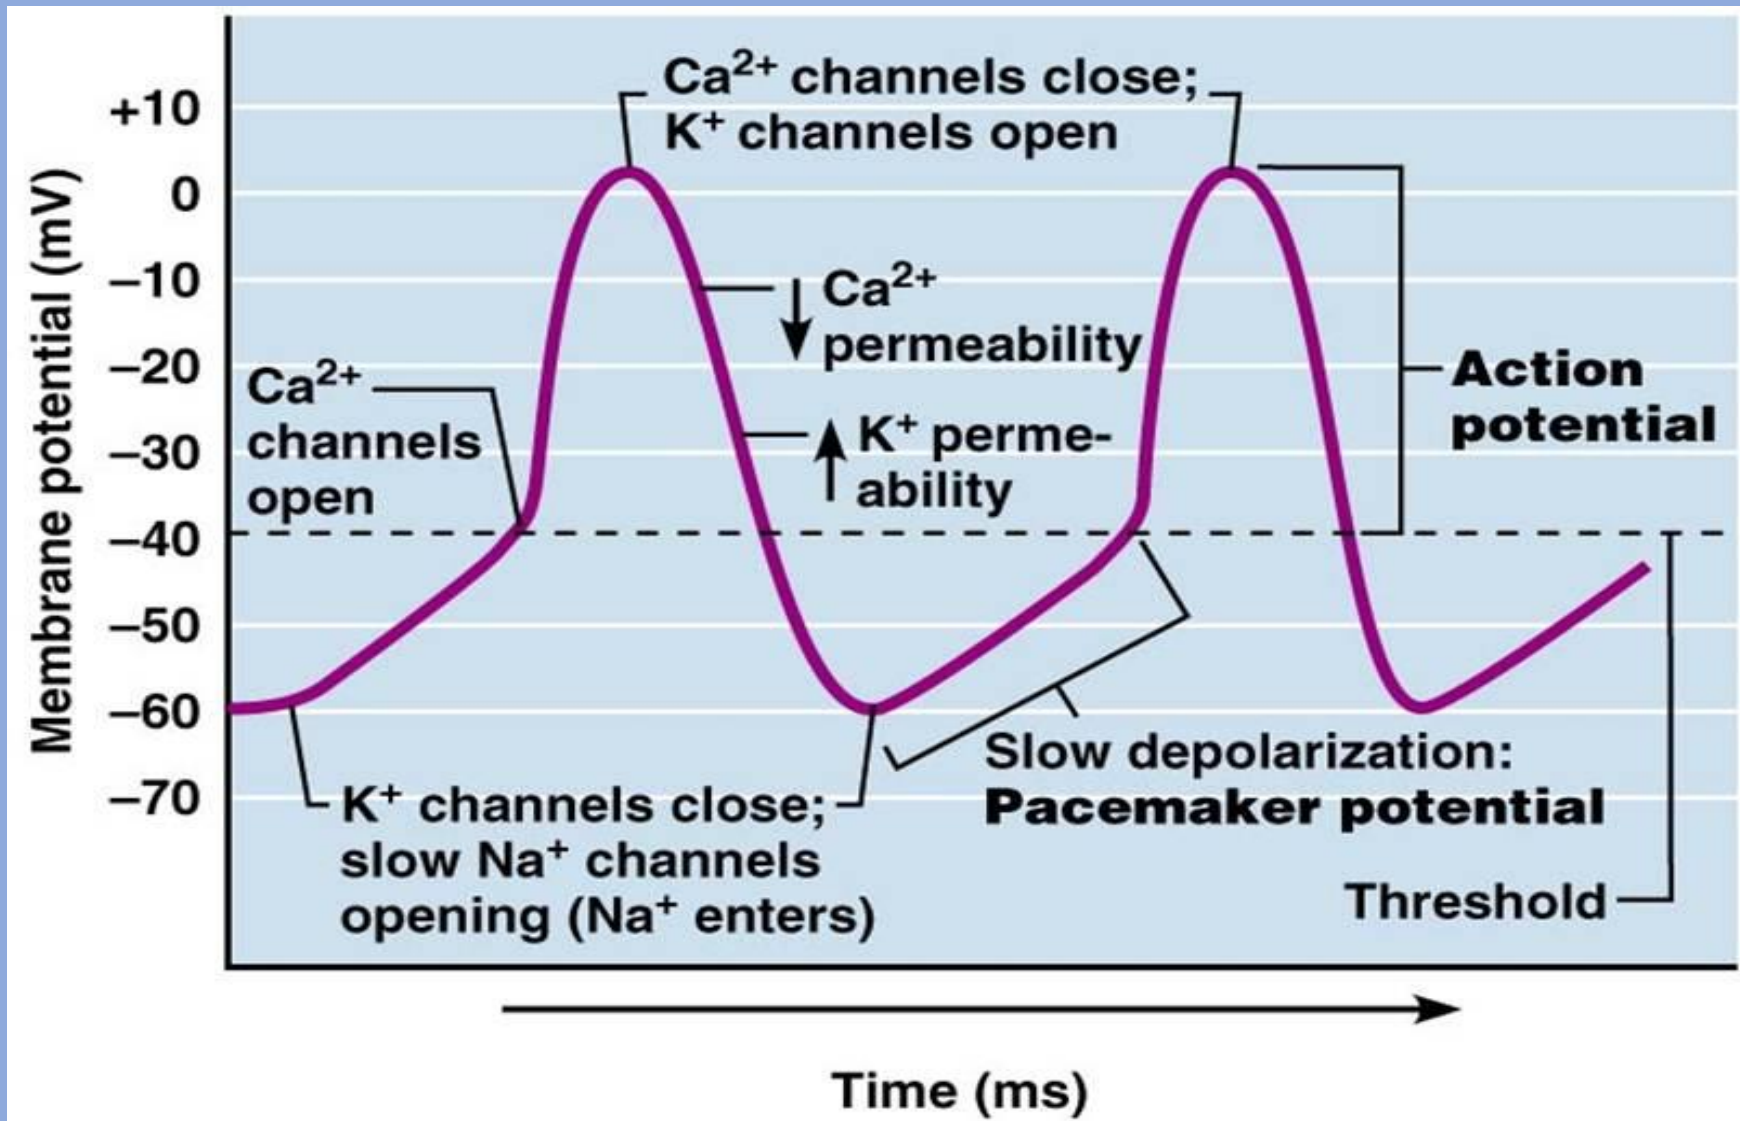 Ca²⁺ channels close;
K⁺ channels open
+10
0
–10
–20
–30
–40
–50
–60
–70
Membrane potential (mV)
Ca²⁺
permeability
Ca²⁺
channels
open
K⁺ perme-
ability
Action
potential
Slow depolarization:
Pacemaker potential
K⁺ channels close;
slow Na⁺ channels
opening (Na⁺ enters)
Threshold
Time (ms)